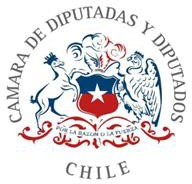 CAMARA DE DIPUTADAS Y DIPUTADOS
POR LA RAZON O LA FUERZA
CHILE